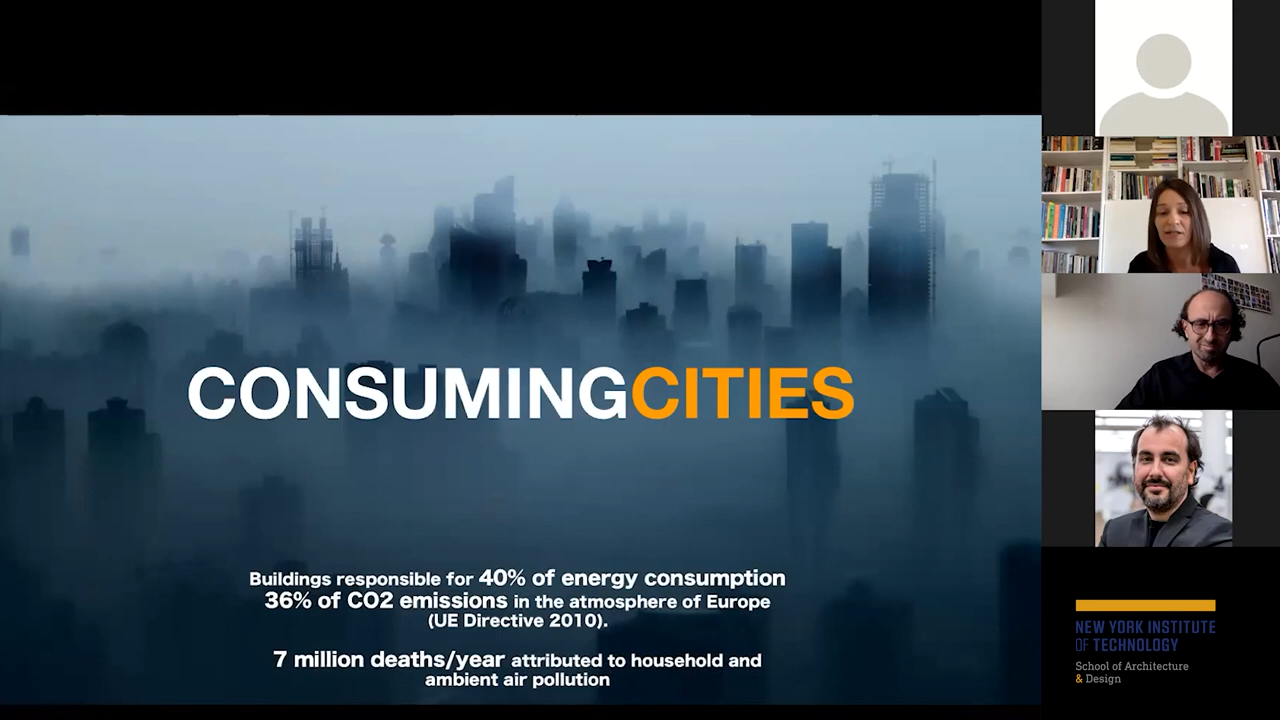 CONSUMINGCITIES
Buildings responsible for 40% of energy consumption
36% of CO2 emissions in the atmosphere of Europe
(UE Directive 2010).
7 million deaths/year attributed to household and
ambient air pollution
NEW YORK INSTITUTE
OF TECHNOLOGY
School of Architecture
& Design